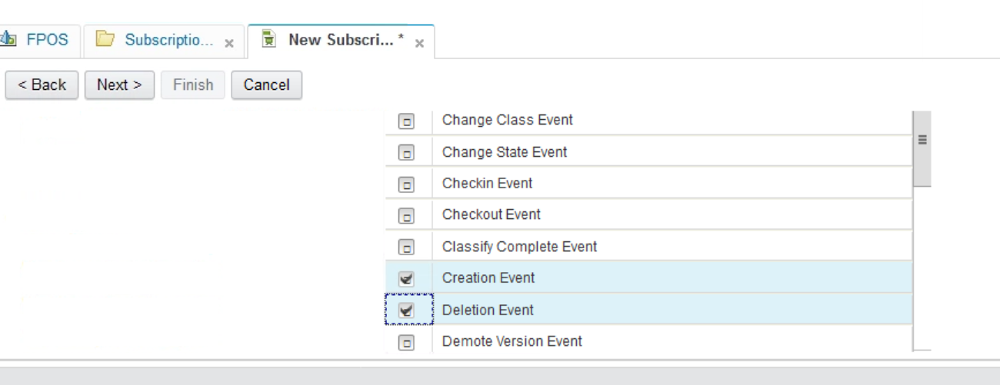 FPOS Subscriptio... x New Subscri... * x
< Back Next > Finish Cancel
Change Class Event
Change State Event
Checkin Event
Checkout Event
Classify Complete Event
Creation Event
Deletion Event
Demote Version Event